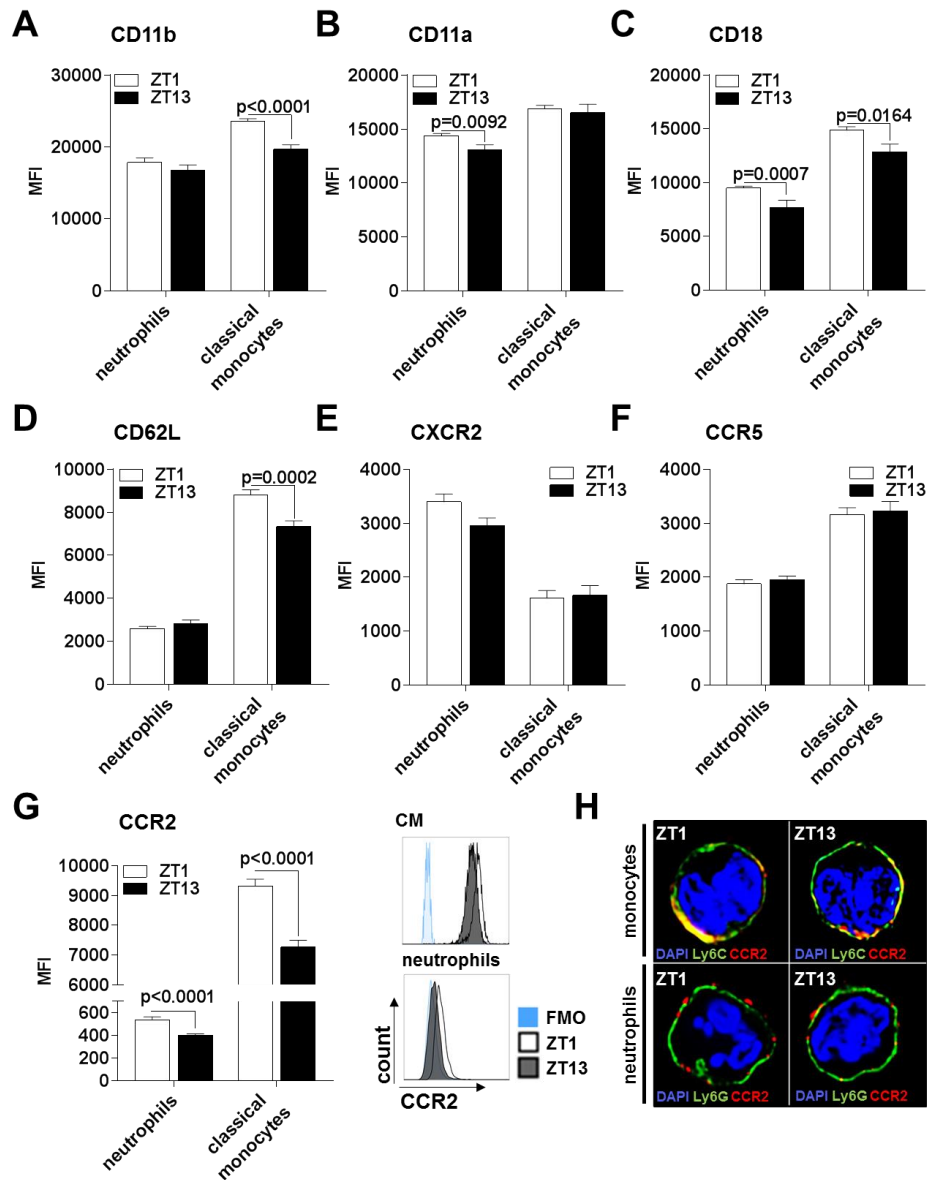 A
CD11b
30000
20000
10000
0
MFI
ZT1
ZT13
p<0.0001
neutrophils
classical
monocytes
B
CD11a
20000
15000
10000
5000
0
MFI
ZT1
ZT13
p=0.0092
neutrophils
classical
monocytes
C
CD18
20000
15000
10000
5000
0
MFI
ZT1
ZT13
p=0.0007
p=0.0164
neutrophils
classical
monocytes
D
CD62L
10000
8000
6000
4000
2000
0
MFI
ZT1
ZT13
p=0.0002
neutrophils
classical
monocytes
E
CXCR2
4000
3000
2000
1000
0
MFI
ZT1
ZT13
neutrophils
classical
monocytes
F
CCR5
4000
3000
2000
1000
0
MFI
ZT1
ZT13
neutrophils
classical
monocytes
G
CCR2
10000
9000
8000
7000
6000
600
400
200
0
MFI
ZT1
ZT13
p<0.0001
p<0.0001
neutrophils
classical
monocytes
CM
neutrophils
count
CCR2
FMO
ZT1
ZT13
H
monocytes
ZT1
DAPI Ly6C CCR2
ZT13
DAPI Ly6C CCR2
neutrophils
ZT1
DAPI Ly6G CCR2
ZT13
DAPI Ly6G CCR2